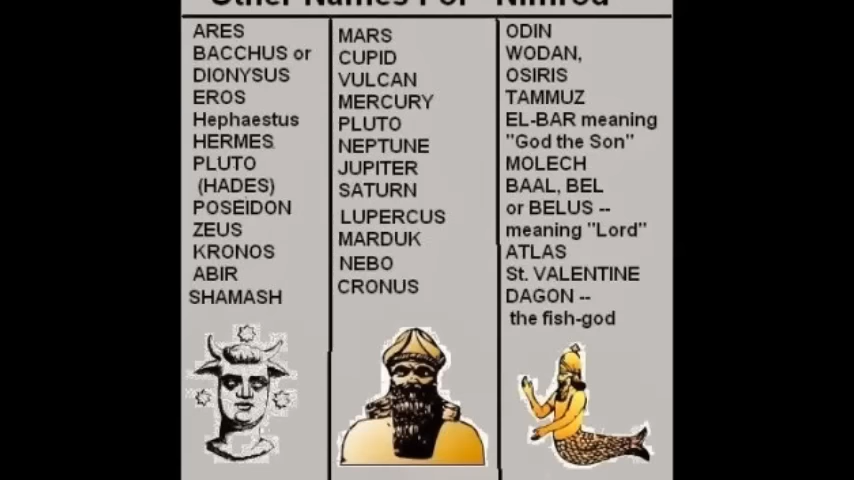 Other Names For "Nimrod"
ARES
BACCHUS or
DIONYSUS
EROS
Hephaestus
HERMES
PLUTO
(HADES)
POSEIDON
ZEUS
KRONOS
ABIR
SHAMASH
MARS
CUPID
VULCAN
MERCURY
PLUTO
NEPTUNE
JUPITER
SATURN
LUPERCUS
MARDUK
NEBO
CRONUS
ODIN
WODAN,
OSIRIS
TAMMUZ
EL-BAR meaning
"God the Son"
MOLECH
BAAL, BEL
or BELUS --
meaning "Lord"
ATLAS
St. VALENTINE
DAGON --
the fish-god